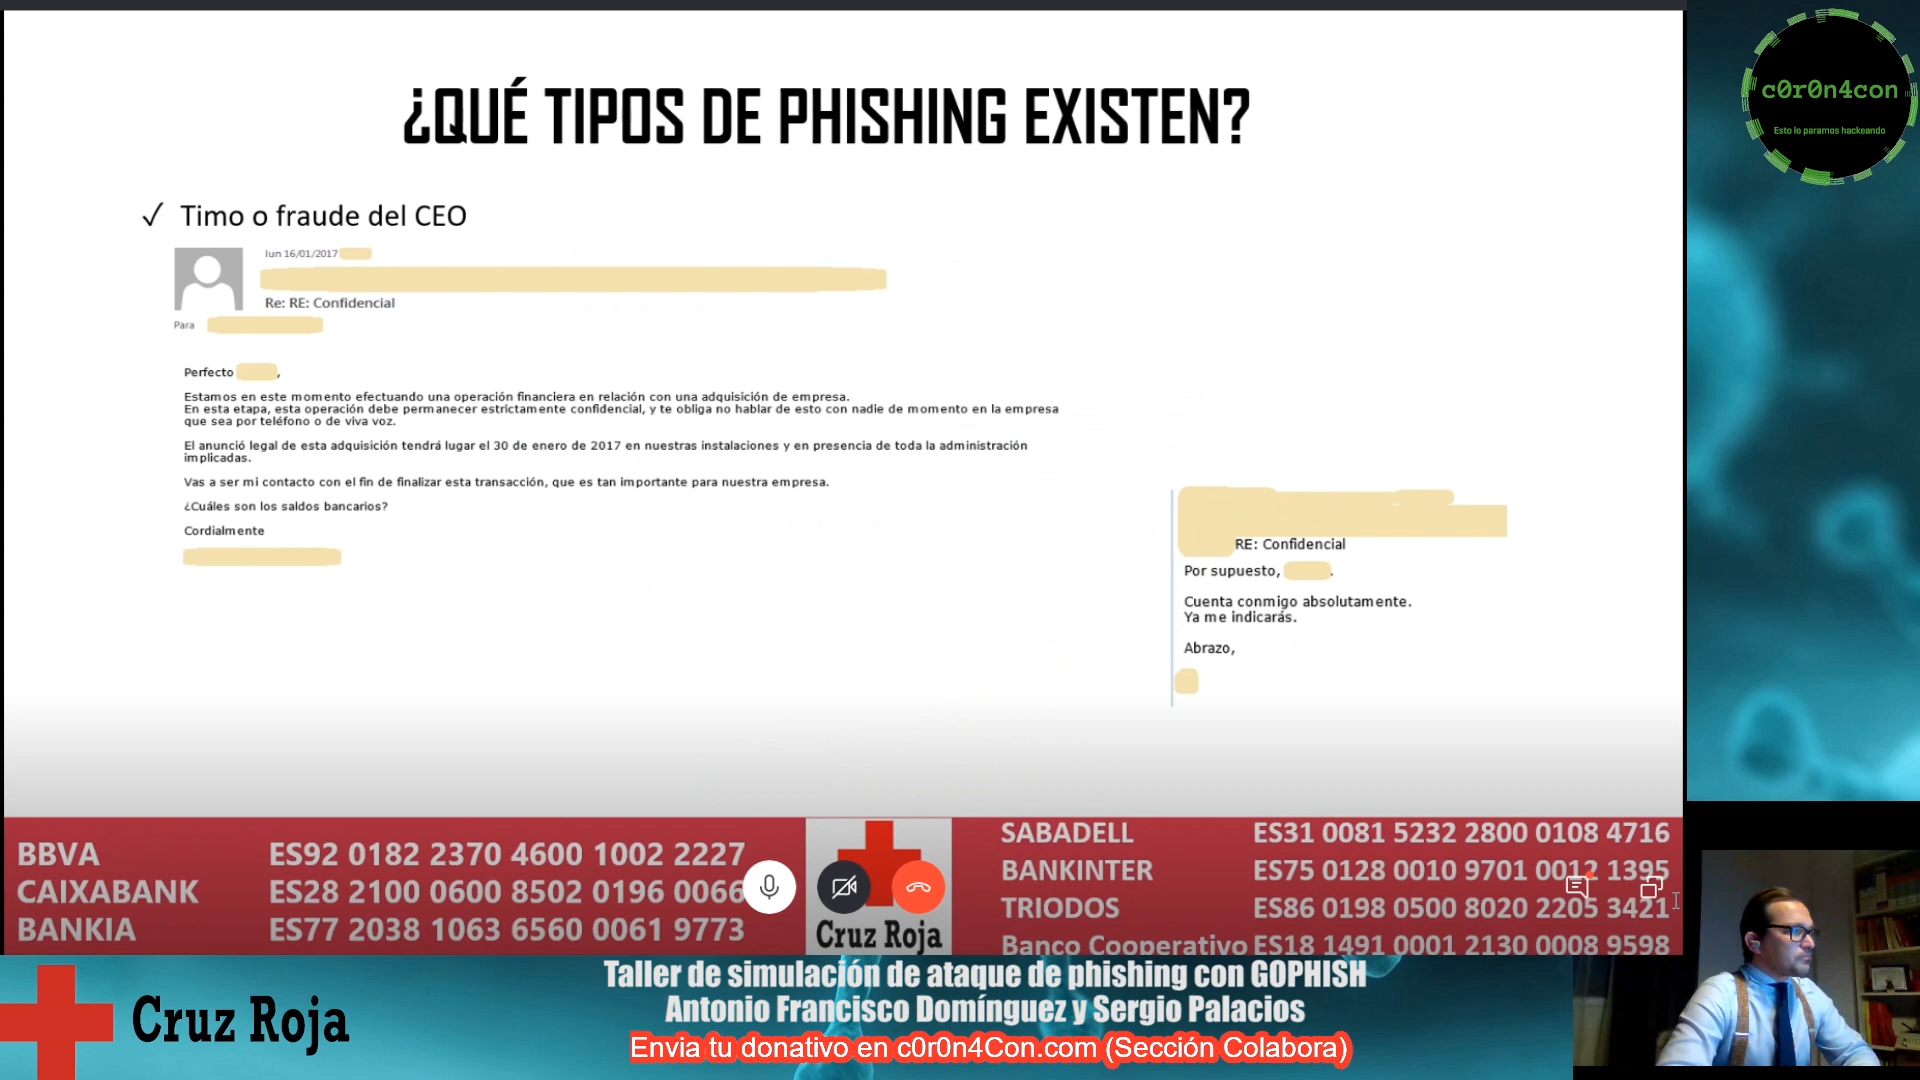 ¿QUÉ TIPOS DE PHISHING EXISTEN?
✓ Timo o fraude del CEO
lun 16/01/2017
Re: RE: Confidencial
Para
Perfecto ,
Estamos en este momento efectuando una operación financiera en relación con una adquisición de empresa.
En esta etapa, esta operación debe permanecer estrictamente confidencial, y te obliga no hablar de esto con nadie de momento en la empresa
que sea por teléfono o de viva voz.
El anunció legal de esta adquisición tendrá lugar el 30 de enero de 2017 en nuestras instalaciones y en presencia de toda la administración
implicadas.
Vas a ser mi contacto con el fin de finalizar esta transacción, que es tan importante para nuestra empresa.
¿Cuáles son los saldos bancarios?
Cordialmente
RE: Confidencial
Por supuesto, .
Cuenta conmigo absolutamente.
Ya me indicarás.
Abrazo,
c0r0n4con
Esto lo paramos hackeando
BBVA ES92 0182 2370 4600 1002 2227
CAIXABANK ES28 2100 0600 8502 0196 0066
BANKIA ES77 2038 1063 6560 0061 9773
Cruz Roja
SABADELL ES31 0081 5232 2800 0108 4716
BANKINTER ES75 0128 0010 9701 0012 1395
TRIODOS ES86 0198 0500 8020 2205 3421
Banco Cooperativo ES18 1491 0001 2130 0008 9598
Cruz Roja
Taller de simulación de ataque de phishing con GOPHISH
Antonio Francisco Domínguez y Sergio Palacios
Envia tu donativo en c0r0n4Con.com (Sección Colabora)